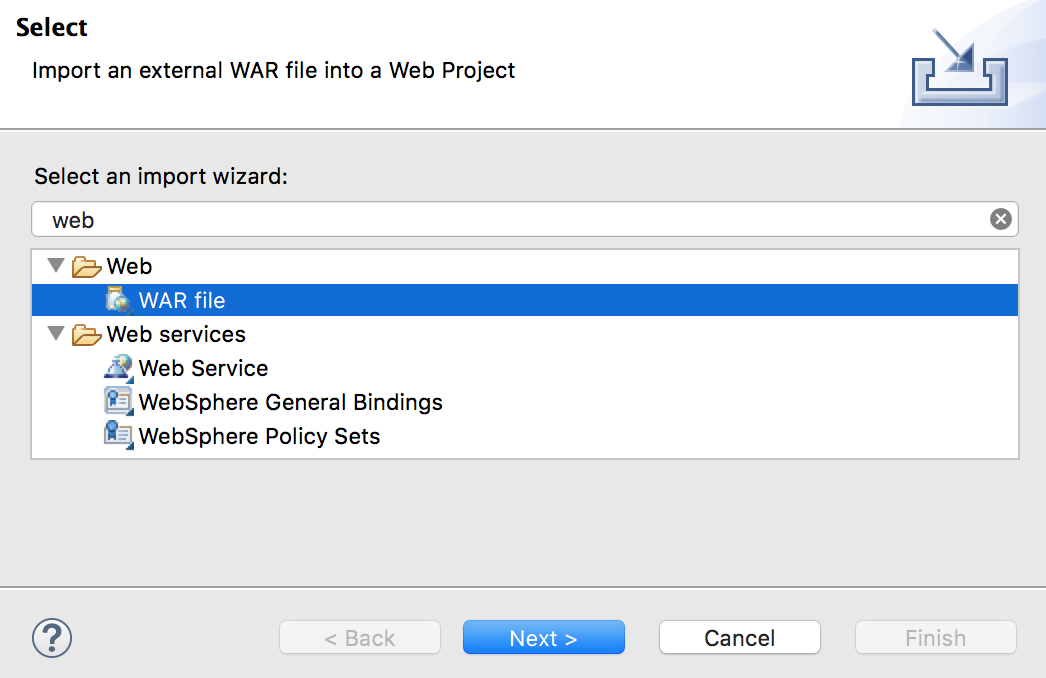 Select
Import an external WAR file into a Web Project
Select an import wizard:
web
Web
WAR file
Web services
Web Service
WebSphere General Bindings
WebSphere Policy Sets
?
< Back
Next >
Cancel
Finish